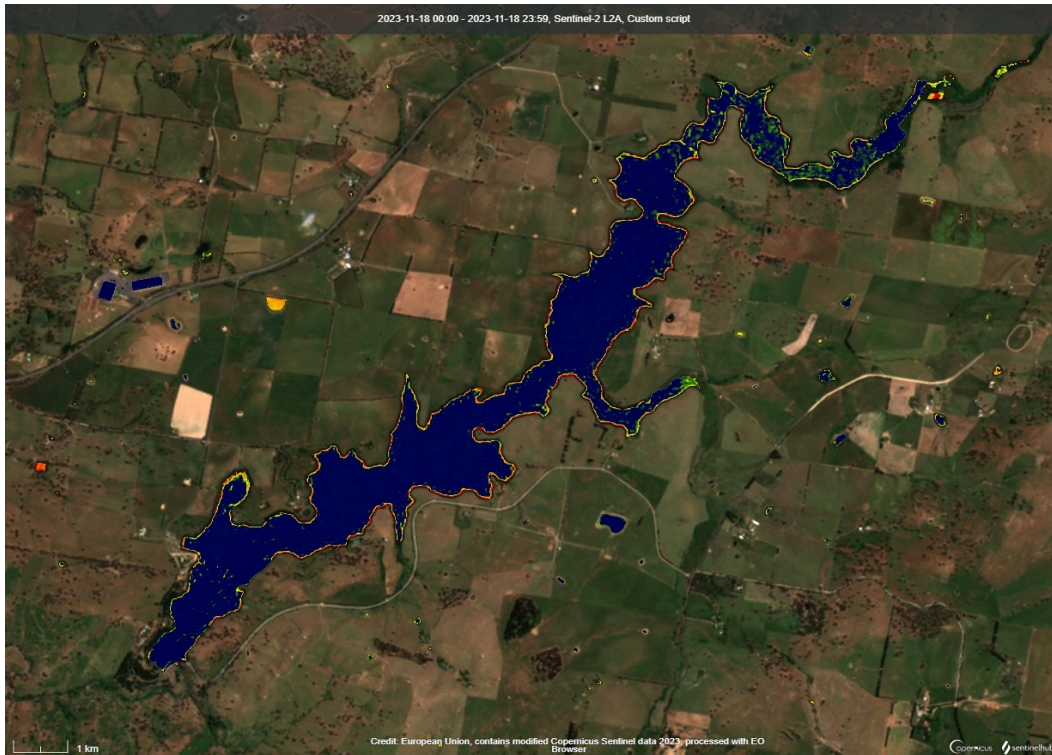 2023-11-18 00:00 - 2023-11-18 23:59, Sentinel-2 L2A, Custom script
1 km
Credit: European Union, contains modified Copernicus Sentinel data 2023, processed with EO
Browser
opernicus
sentinelhub